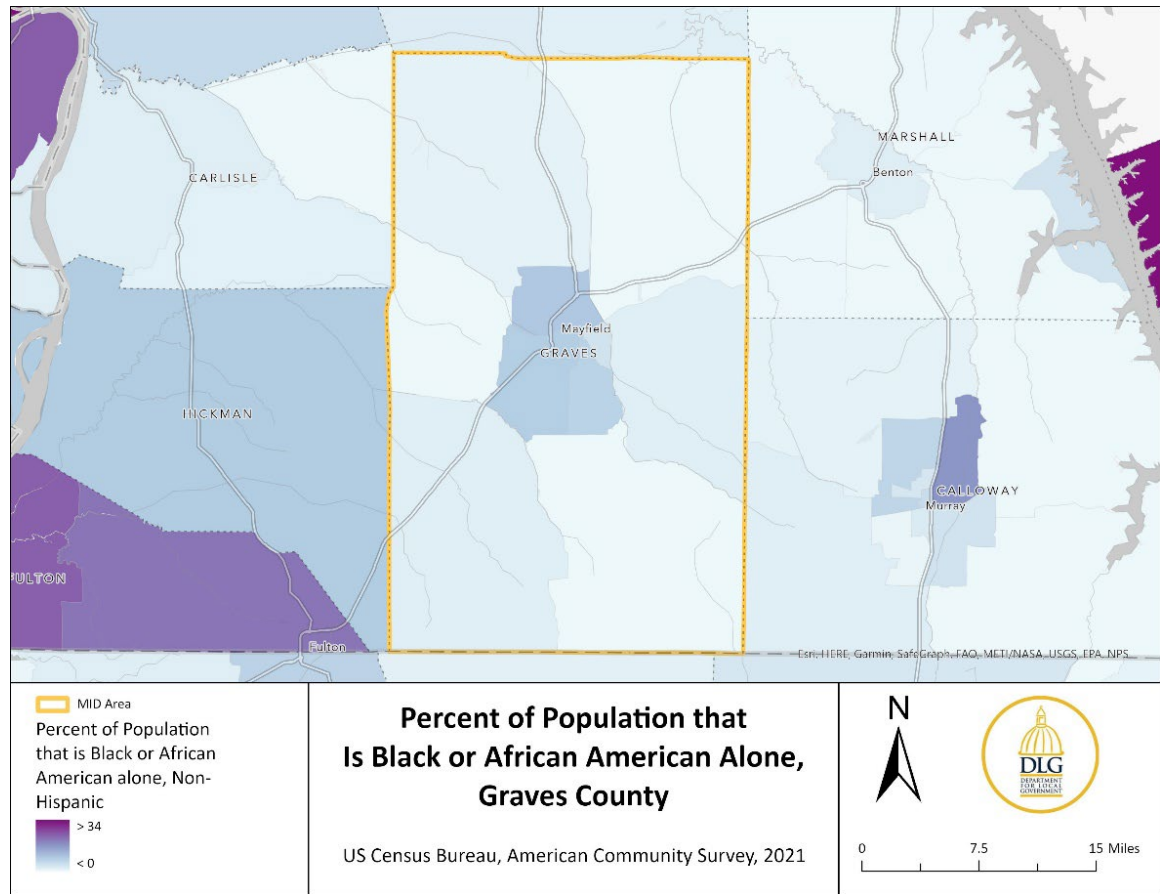 CARLISLE
MARSHALL
Benton
Mayfield
GRAVES
HICKMAN
CALLOWAY
Murray
FULTON
Fulton
Esri, HERE, Garmin, SafeGraph, FAO, METI/NASA, USGS, EPA, NPS
MID Area
Percent of Population
that is Black or African
American alone, Non-
Hispanic
> 34
< 0
Percent of Population that
Is Black or African American Alone,
Graves County
US Census Bureau, American Community Survey, 2021
N
DLG
DEPARTMENT
FOR LOCAL
GOVERNMENT
0 7.5 15 Miles